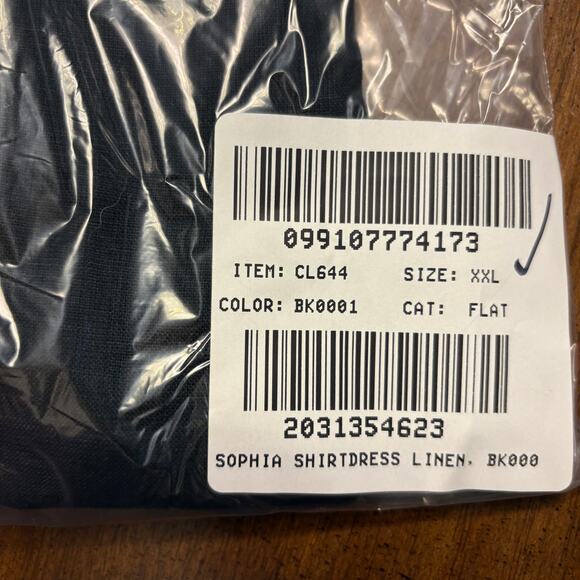 099107774173
ITEM: CL644 SIZE: XXL
COLOR: BK0001 CAT: FLAT
2031354623
SOPHIA SHIRTDRESS LINEN, BK000